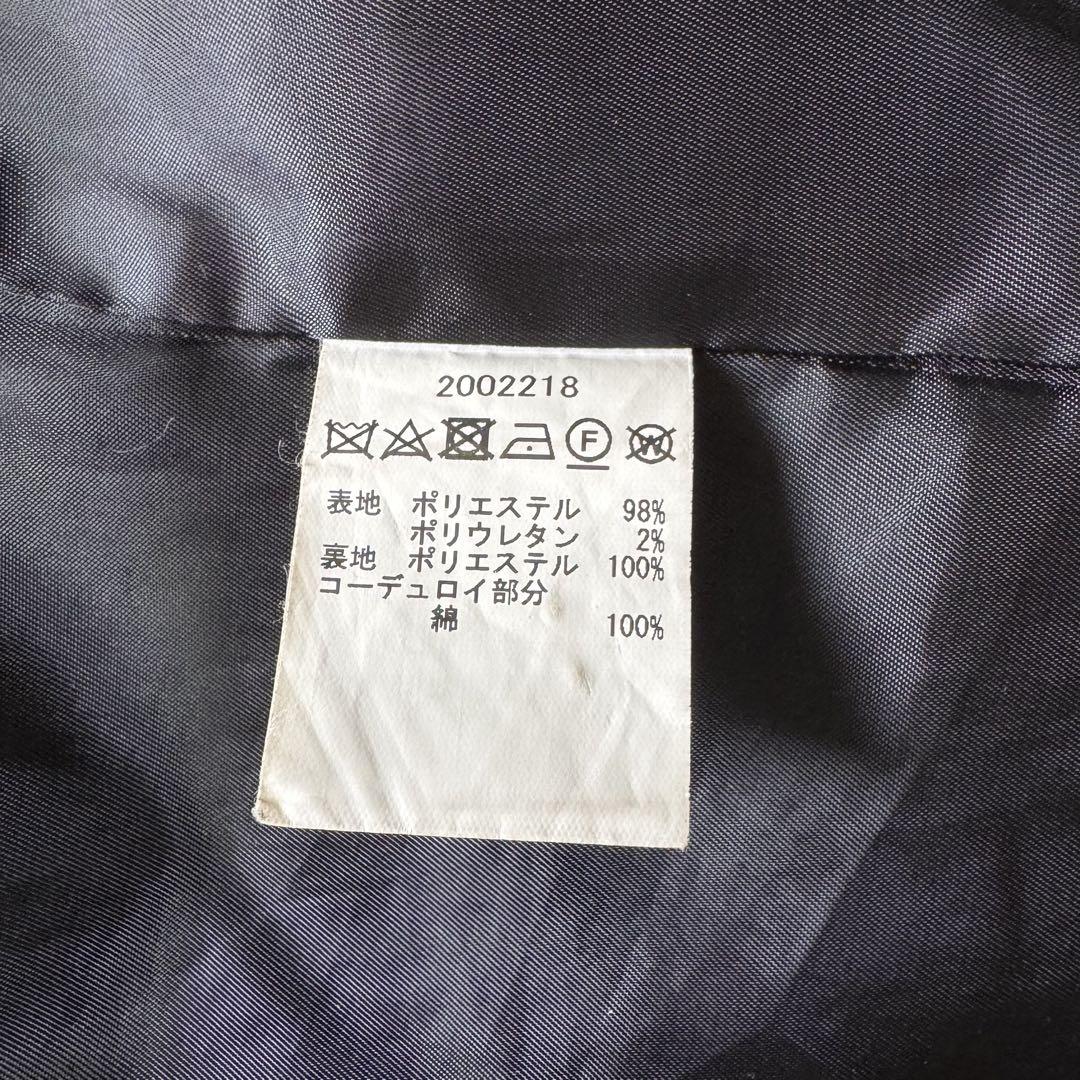 2002218
F W
表地 ポリエステル 98%
ポリウレタン 2%
裏地 ポリエステル 100%
コーデュロイ部分
綿 100%